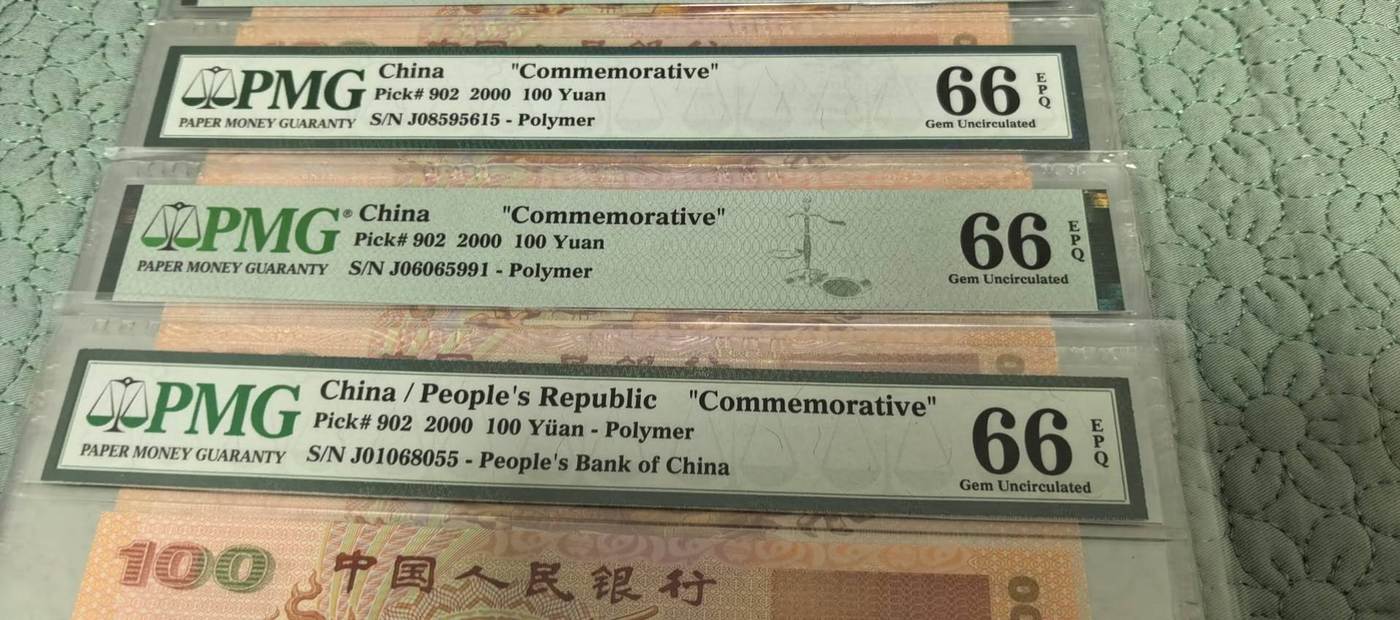 PMG
PAPER MONEY GUARANTY
China "Commemorative"
Pick# 902 2000 100 Yuan
S/N J08595615 - Polymer
66 EPQ
Gem Uncirculated
PMG®
PAPER MONEY GUARANTY
China "Commemorative"
Pick# 902 2000 100 Yuan
S/N J06065991 - Polymer
66 EPQ
Gem Uncirculated
PMG
PAPER MONEY GUARANTY
China / People's Republic "Commemorative"
Pick# 902 2000 100 Yüan - Polymer
S/N J01068055 - People's Bank of China
66 EPQ
Gem Uncirculated
100 中国人民银行